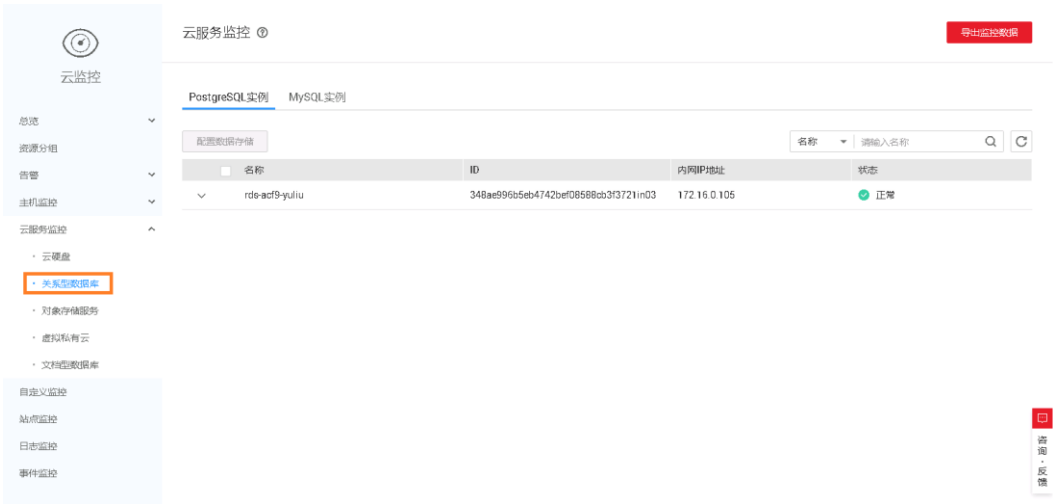 云监控
总览
资源分组
告警
主机监控
云服务监控
· 云硬盘
· 关系型数据库
· 对象存储服务
· 虚拟私有云
· 文档型数据库
自定义监控
站点监控
日志监控
事件监控
云服务监控
导出监控数据
PostgreSQL实例 MySQL实例
配置数据存储 名称 请输入名称
名称 ID 内网IP地址 状态
rds-acf9-yuliu 348ae996b5eb4742bef08588cb3f3721in03 172.16.0.105 正常
咨询·反馈